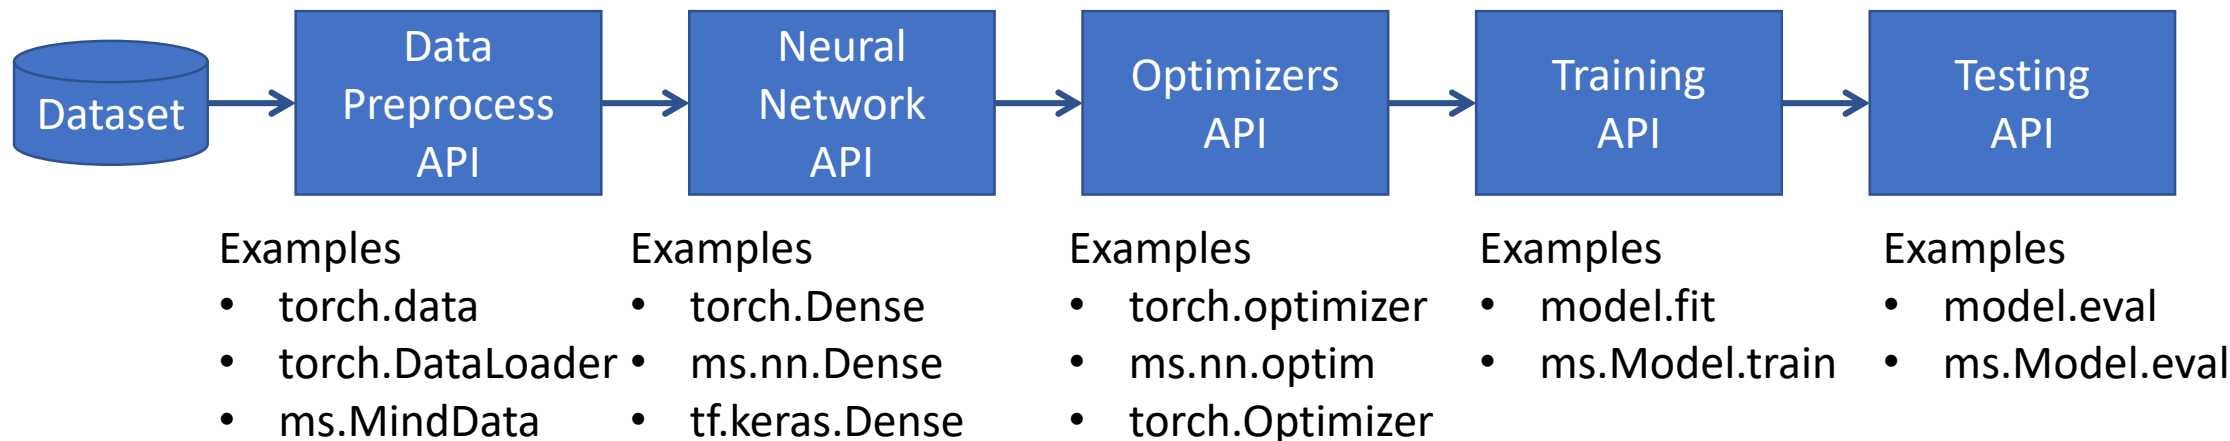 Dataset
Data
Preprocess
API
Neural
Network
API
Optimizers
API
Training
API
Testing
API
Examples
• torch.data
• torch.DataLoader
• ms.MindData
Examples
• torch.Dense
• ms.nn.Dense
• tf.keras.Dense
Examples
• torch.optimizer
• ms.nn.optim
• torch.Optimizer
Examples
• model.fit
• ms.Model.train
Examples
• model.eval
• ms.Model.eval